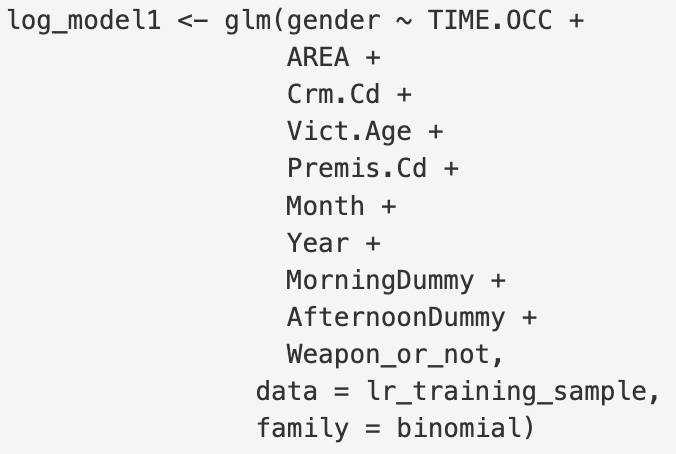 log_model1 <- glm(gender ~ TIME.OCC +
AREA +
Crm.Cd +
Vict.Age +
Premis.Cd +
Month +
Year +
MorningDummy +
AfternoonDummy +
Weapon_or_not,
data = lr_training_sample,
family = binomial)